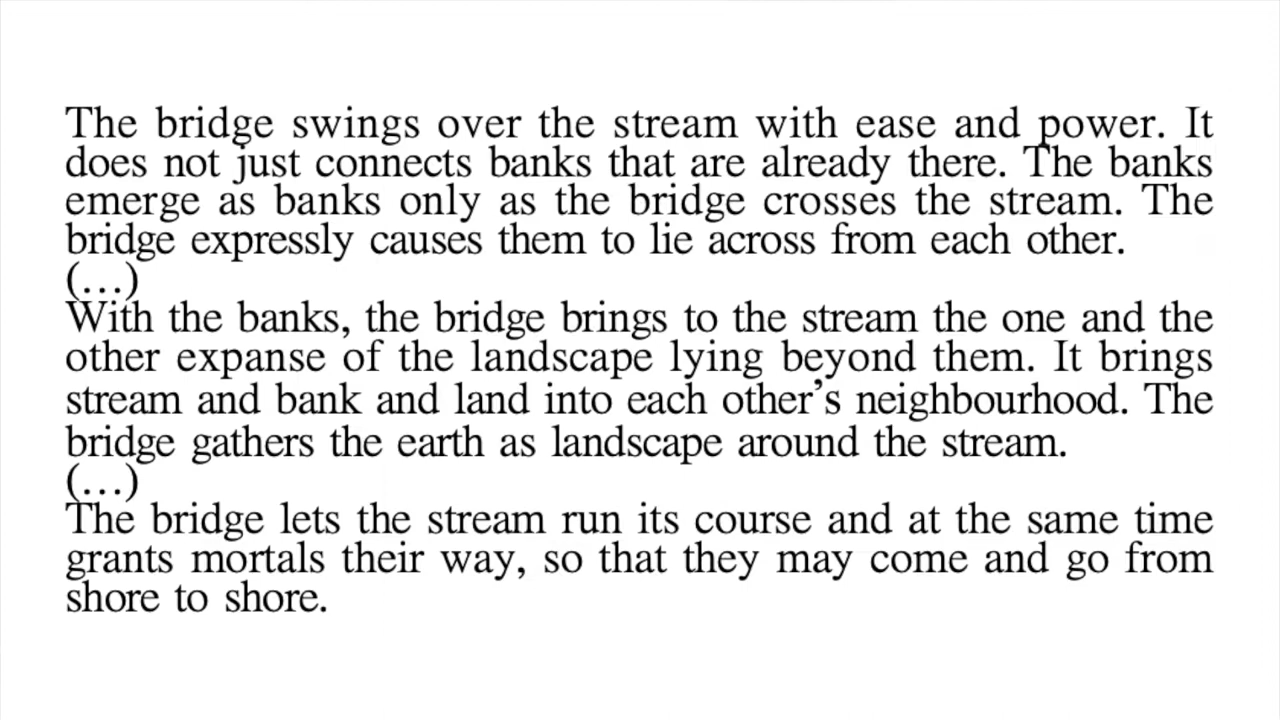 The bridge swings over the stream with ease and power. It
does not just connects banks that are already there. The banks
emerge as banks only as the bridge crosses the stream. The
bridge expressly causes them to lie across from each other.
(…)
With the banks, the bridge brings to the stream the one and the
other expanse of the landscape lying beyond them. It brings
stream and bank and land into each other’s neighbourhood. The
bridge gathers the earth as landscape around the stream.
(…)
The bridge lets the stream run its course and at the same time
grants mortals their way, so that they may come and go from
shore to shore.